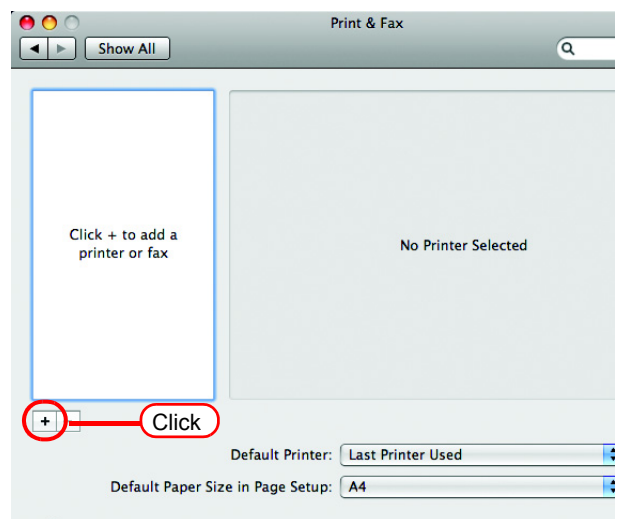 Print & Fax
Show All
Click + to add a
printer or fax
No Printer Selected
+
Click
Default Printer: Last Printer Used
Default Paper Size in Page Setup: A4